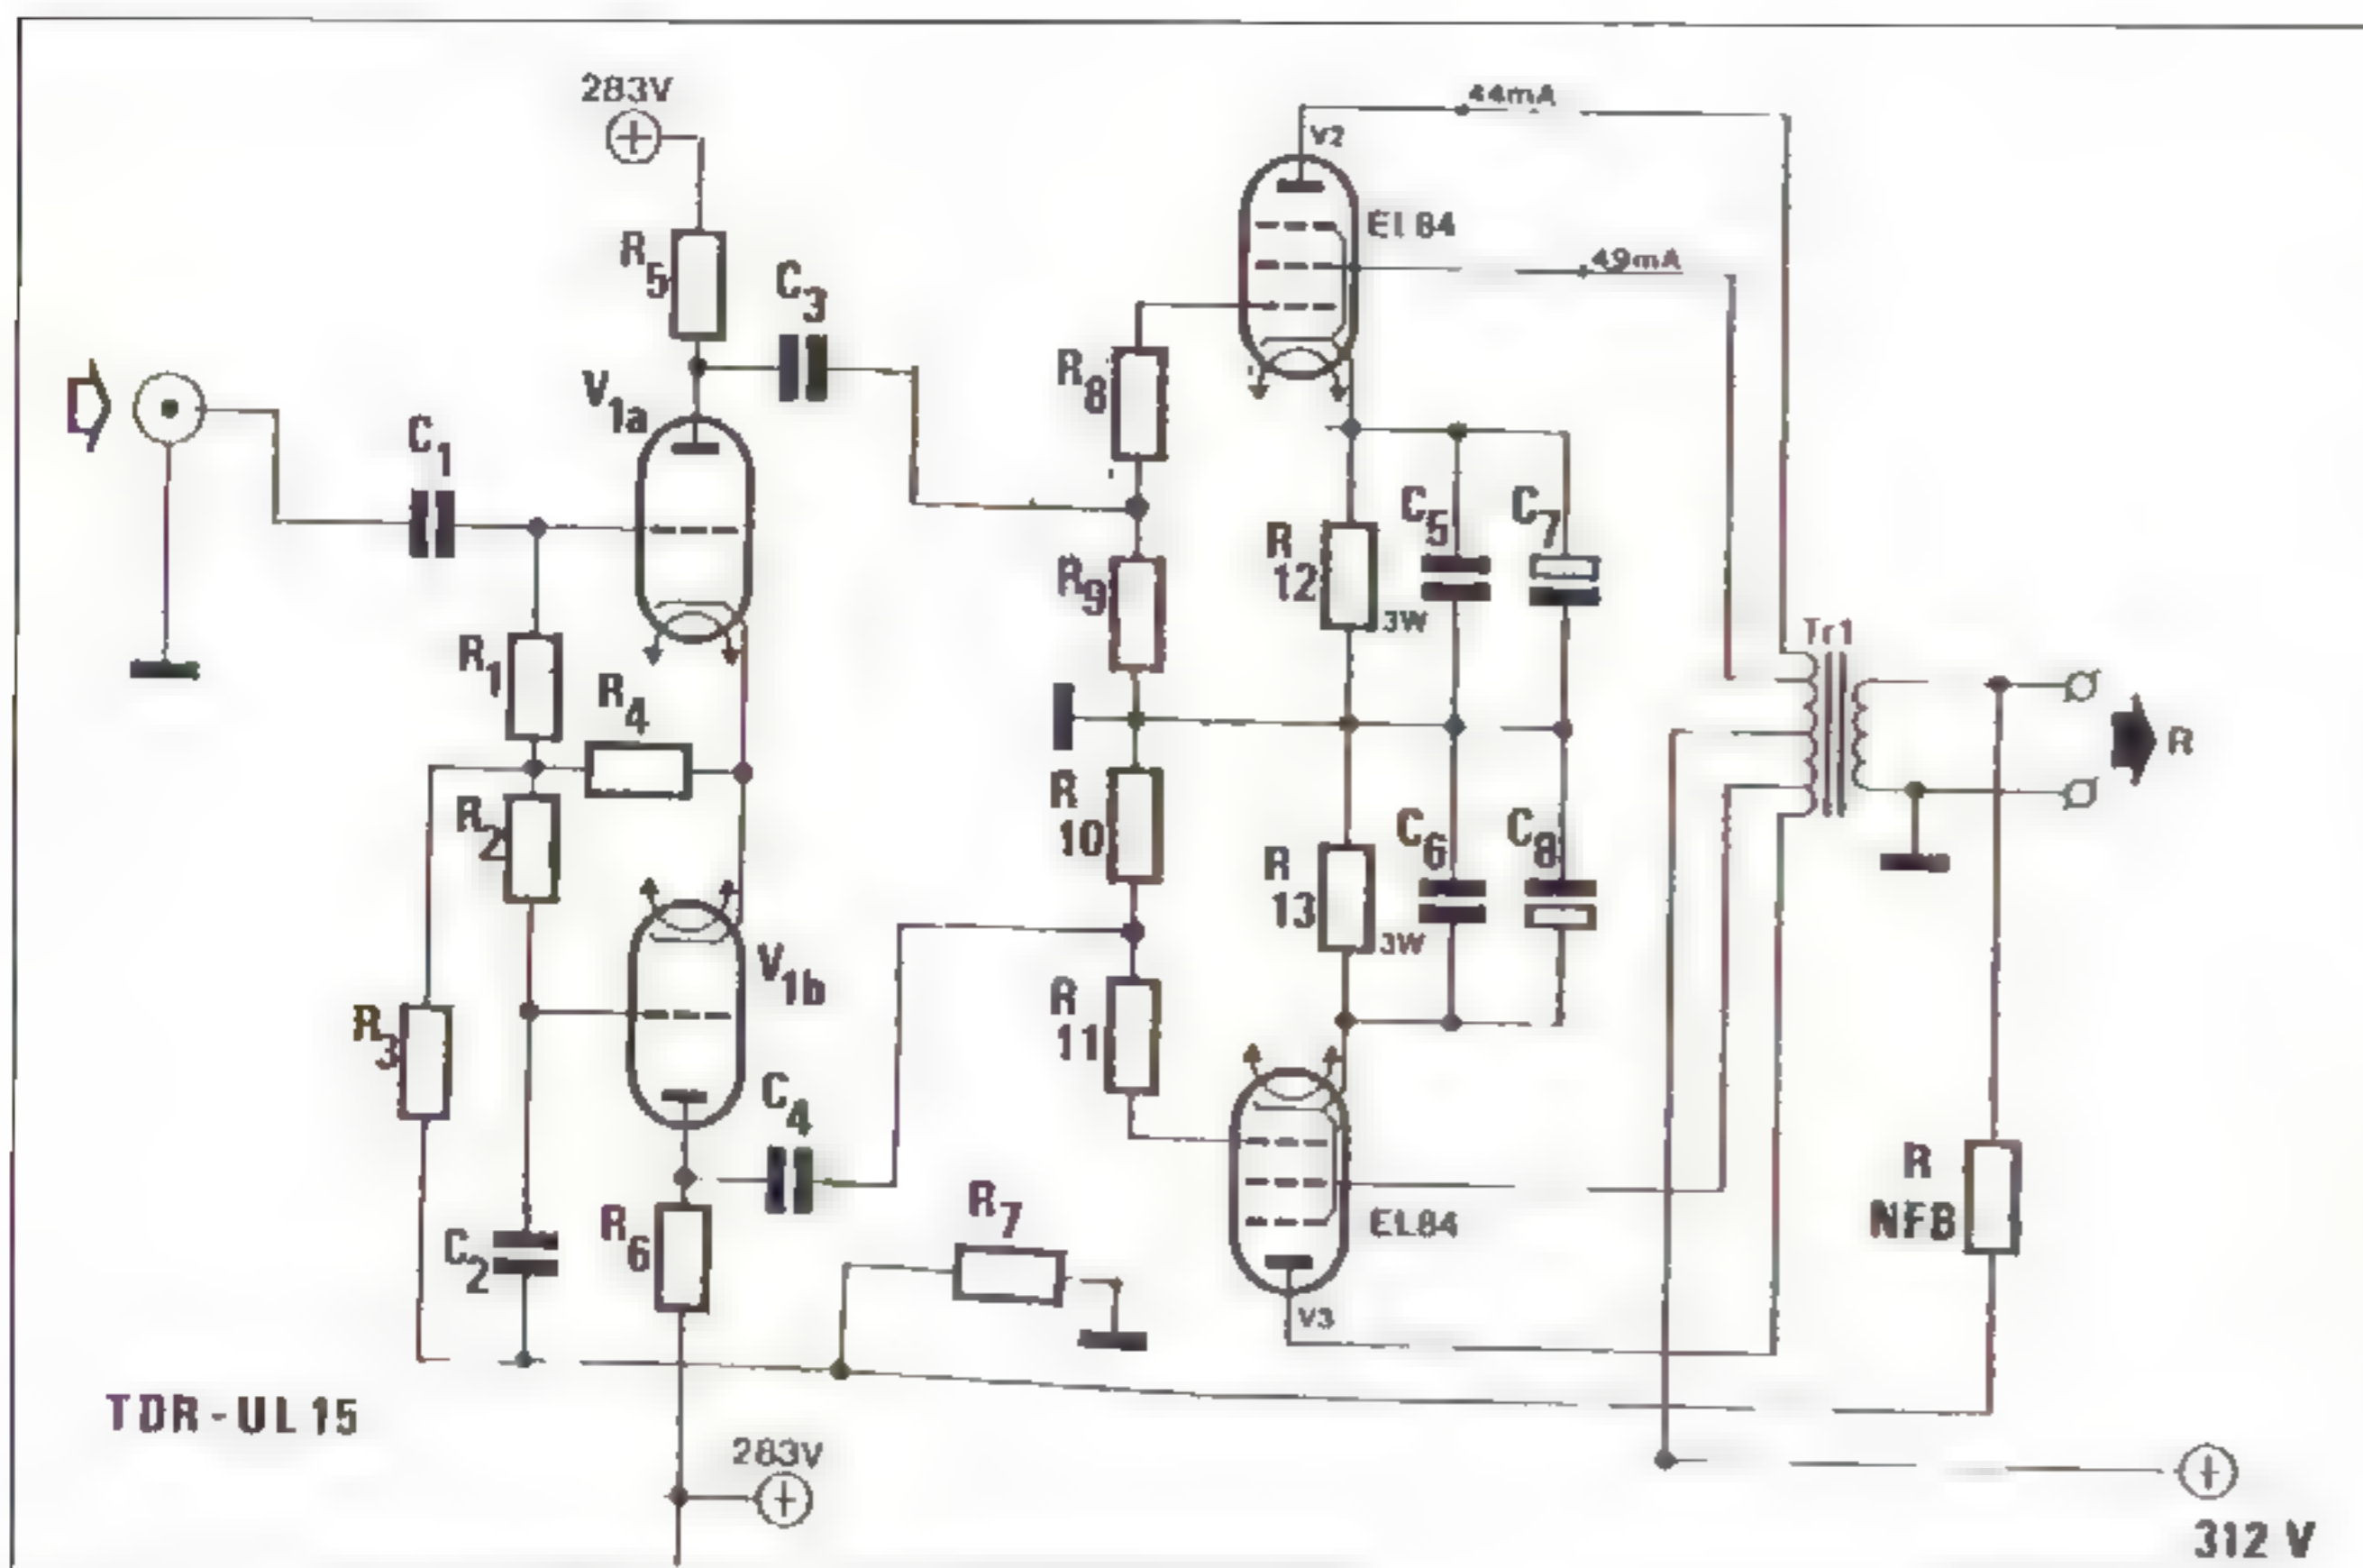 283V
44mA
V2
EL84
49mA
R5
C3
V1a
R8
C1
C5
C7
R12
R9
3W
R1
Tr1
R4
R
R2
R10
C6
C8
R13
3W
V1b
R3
R11
C4
R7
R NFB
R6
C2
EL84
V3
TDR-UL15
283V
312 V